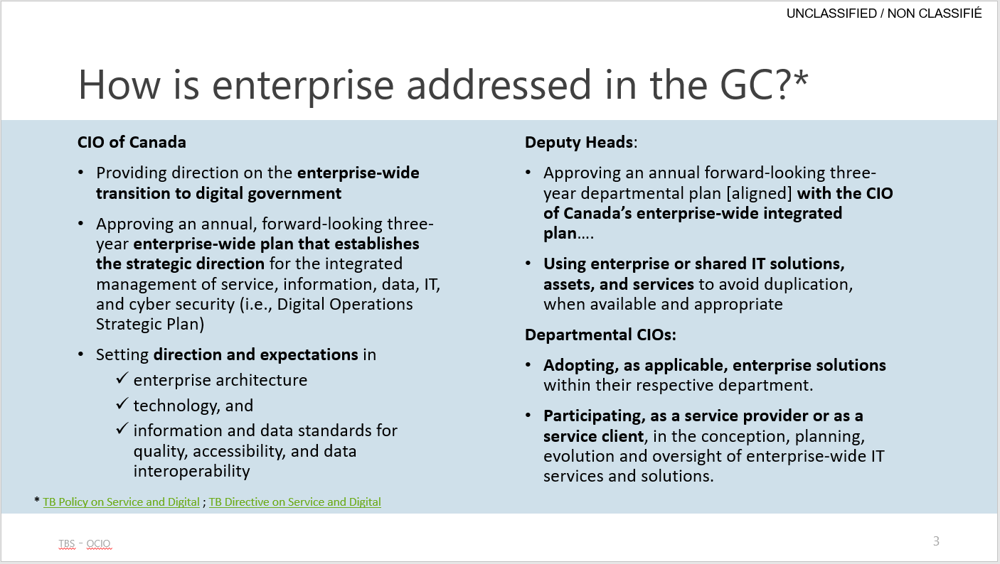 UNCLASSIFIED / NON CLASSIFIÉ
How is enterprise addressed in the GC?*
CIO of Canada
• Providing direction on the enterprise-wide
transition to digital government
• Approving an annual, forward-looking three-
year enterprise-wide plan that establishes
the strategic direction for the integrated
management of service, information, data, IT,
and cyber security (i.e., Digital Operations
Strategic Plan)
• Setting direction and expectations in
✓ enterprise architecture
✓ technology, and
✓ information and data standards for
quality, accessibility, and data
interoperability
Deputy Heads:
• Approving an annual forward-looking three-
year departmental plan [aligned] with the CIO
of Canada’s enterprise-wide integrated
plan….
• Using enterprise or shared IT solutions,
assets, and services to avoid duplication,
when available and appropriate
Departmental CIOs:
• Adopting, as applicable, enterprise solutions
within their respective department.
• Participating, as a service provider or as a
service client, in the conception, planning,
evolution and oversight of enterprise-wide IT
services and solutions.
* TB Policy on Service and Digital ; TB Directive on Service and Digital
TBS – OCIO
3